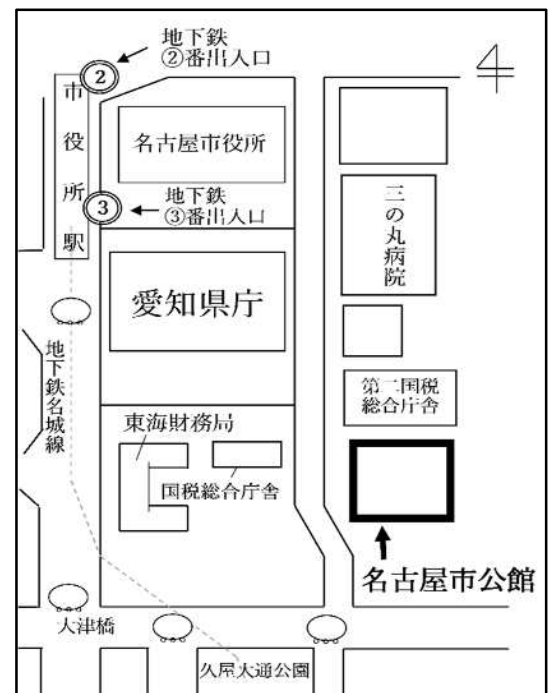 地下鉄
②番出入口
②
市役所駅
名古屋市役所
③
地下鉄
③番出入口
三の丸病院
愛知県庁
地下鉄名城線
第二国税
総合庁舎
東海財務局
国税総合庁舎
名古屋市公館
大津橋
久屋大通公園